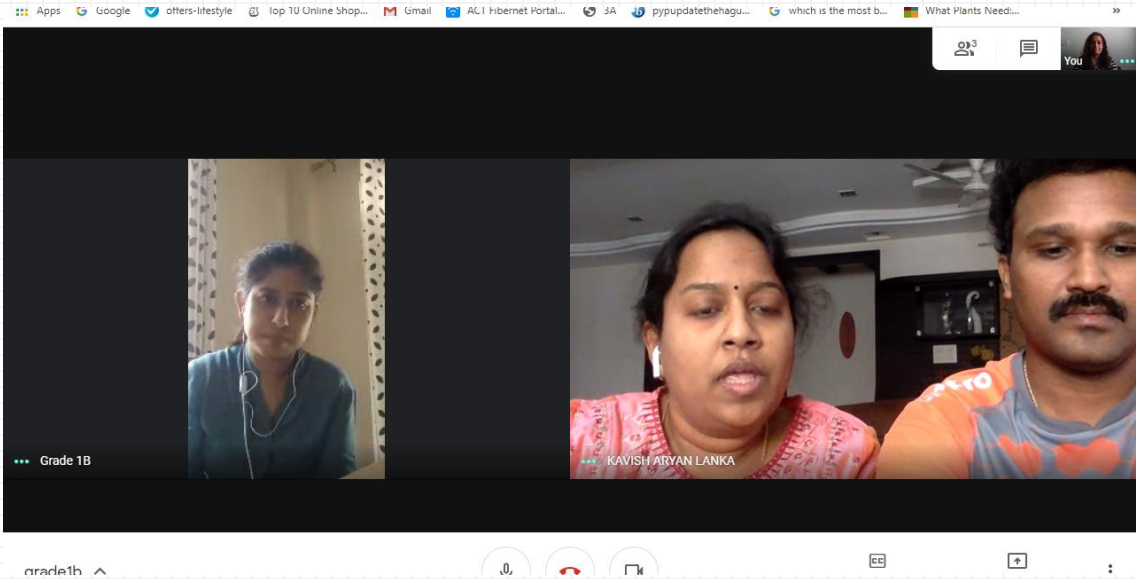 Apps Google offers-lifestyle Top 10 Online Shop... Gmail ACT Fibernet Portal... 3A pypupdatethehagu... which is the most b... What Plants Need:... »
3
You
Grade 1B
KAVISH ARYAN LANKA
grade1b
CC